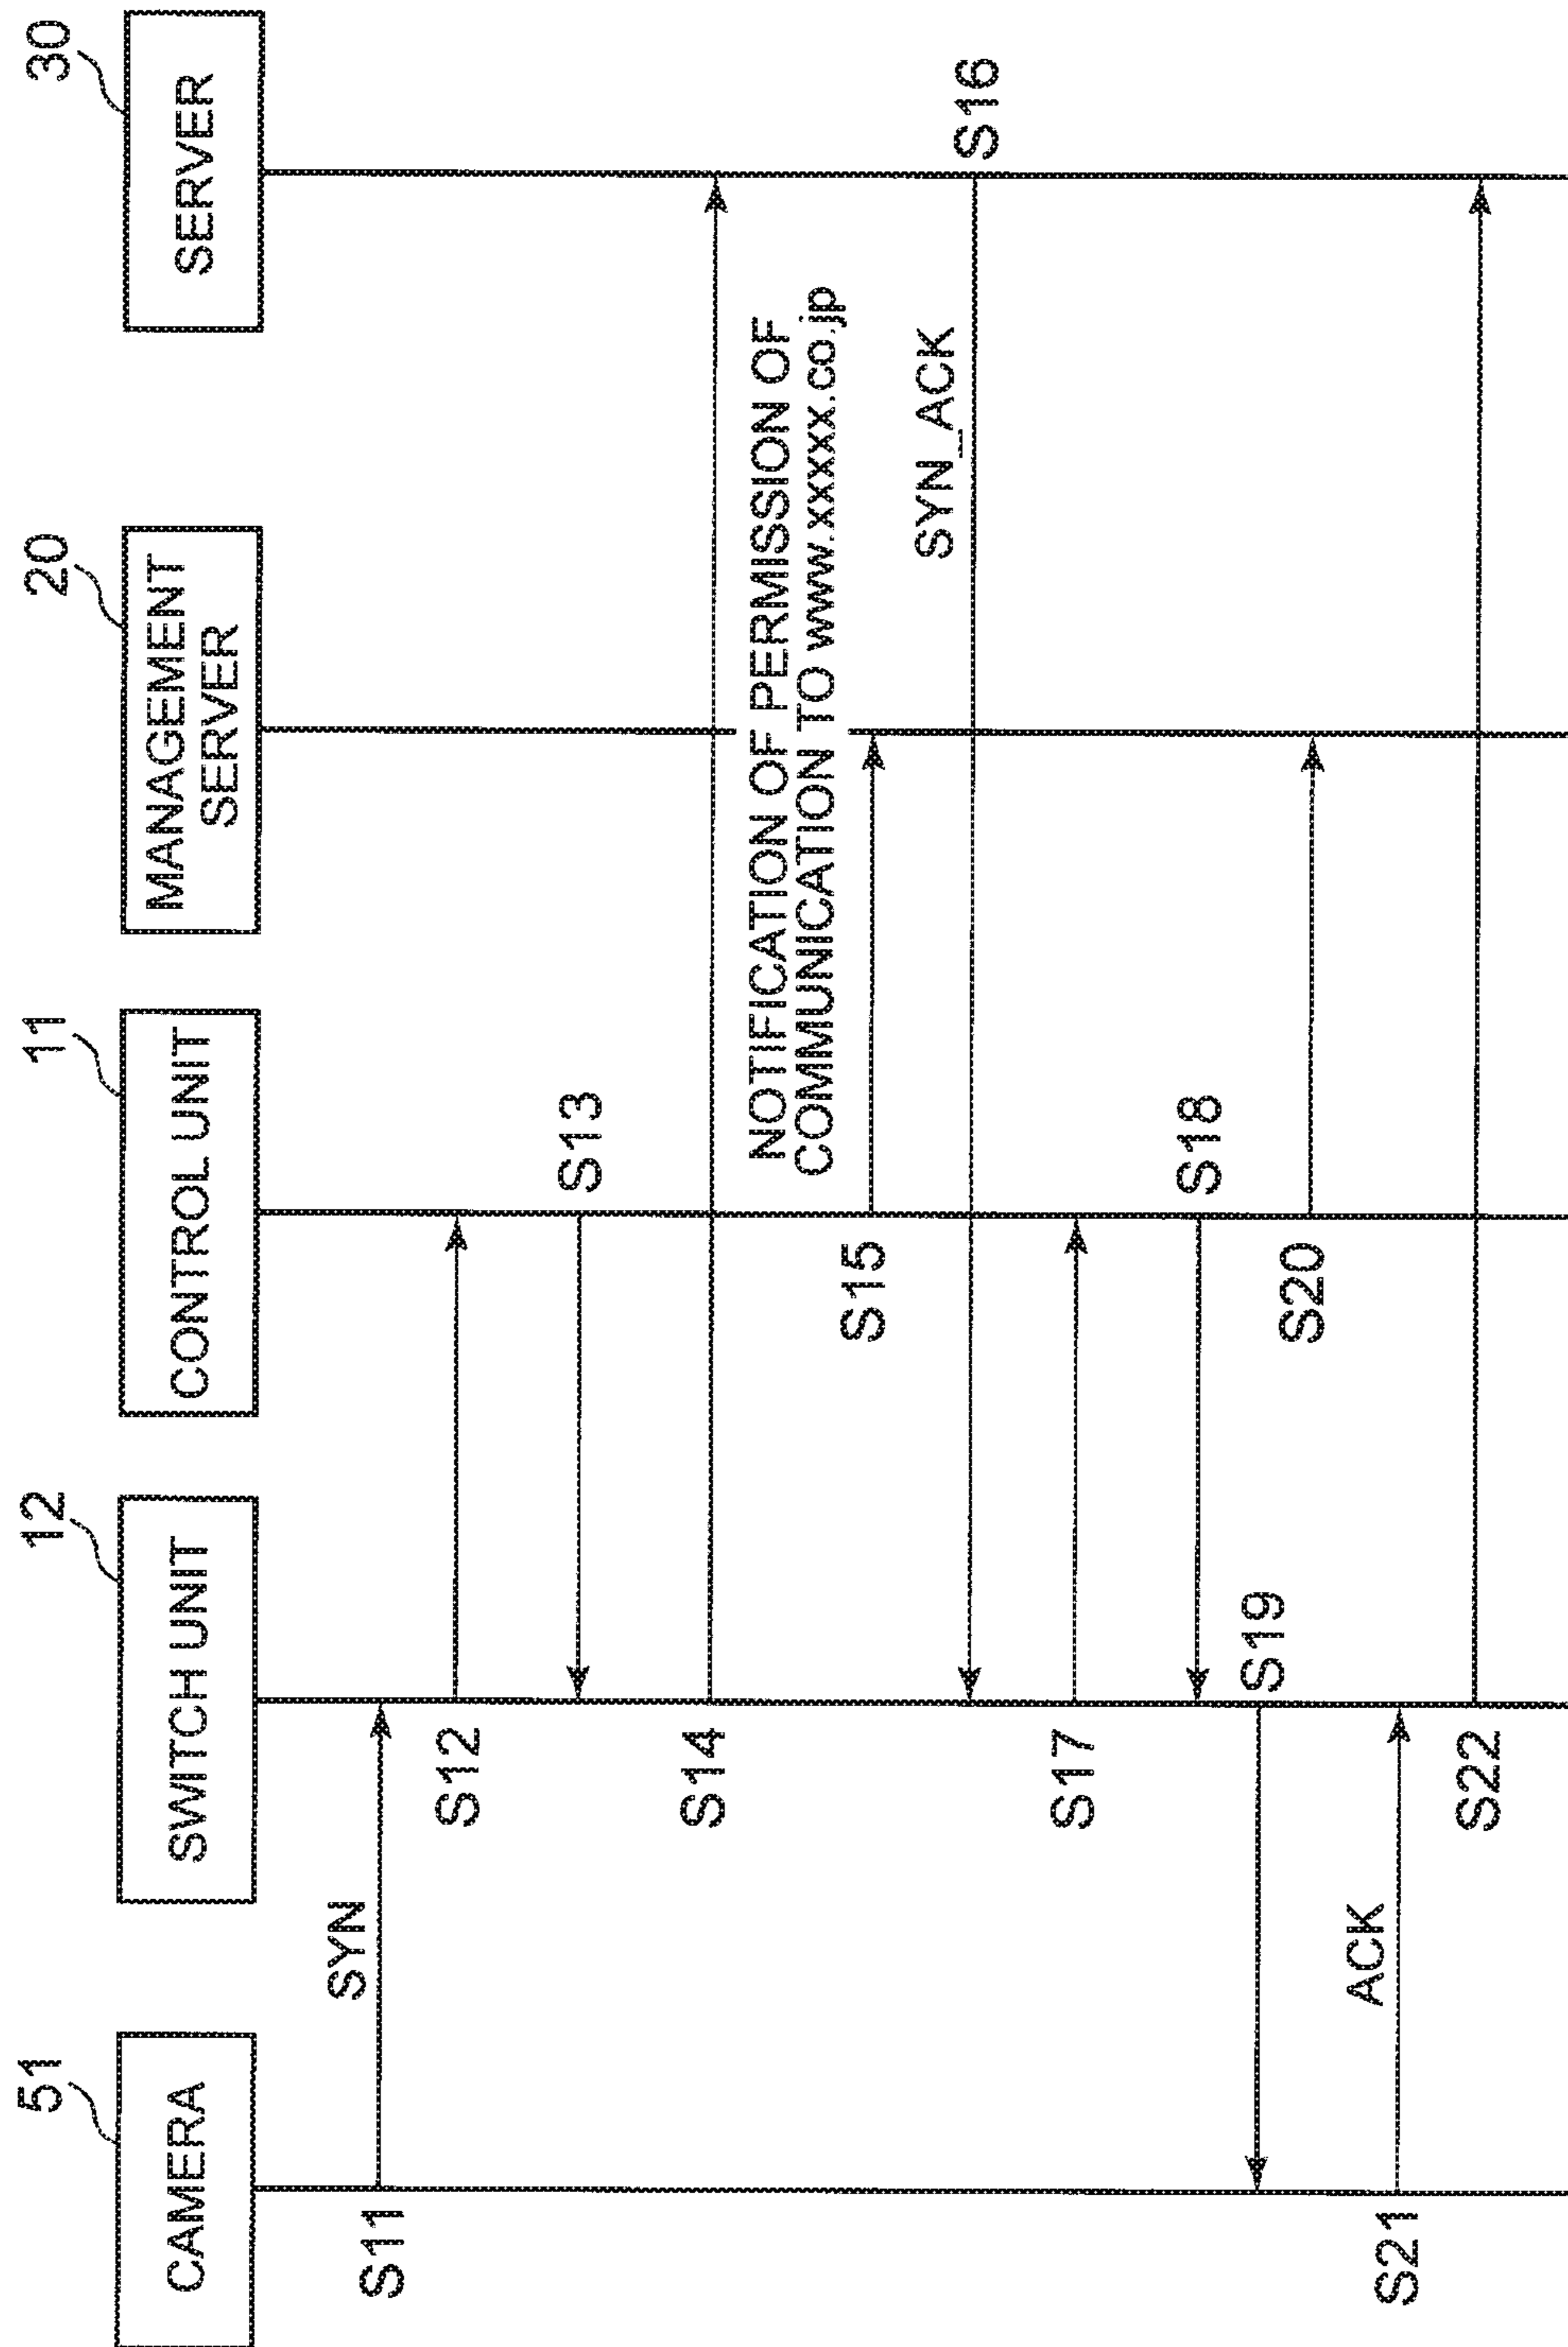 51
CAMERA
12
SWITCH UNIT
11
CONTROL UNIT
20
MANAGEMENT
SERVER
30
SERVER
S11
SYN
S12
S13
S14
NOTIFICATION OF PERMISSION OF
COMMUNICATION TO www.xxxx.co.jp
S15
SYN_ACK
S16
S17
S18
S19
S20
S21
ACK
S22